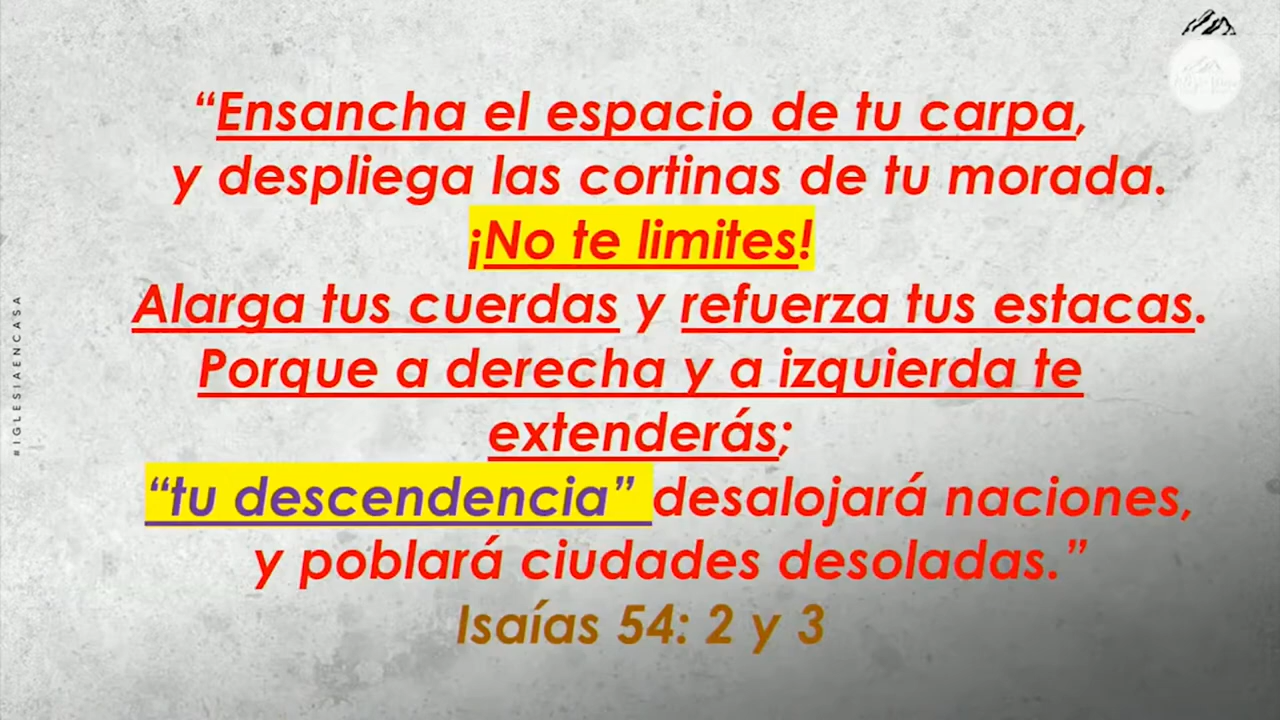 “Ensancha el espacio de tu carpa,
y despliega las cortinas de tu morada.
¡No te limites!
Alarga tus cuerdas y refuerza tus estacas.
Porque a derecha y a izquierda te
extenderás;
“tu descendencia” desalojará naciones,
y poblará ciudades desoladas.”
Isaías 54: 2 y 3
#IGLESIAENCASA